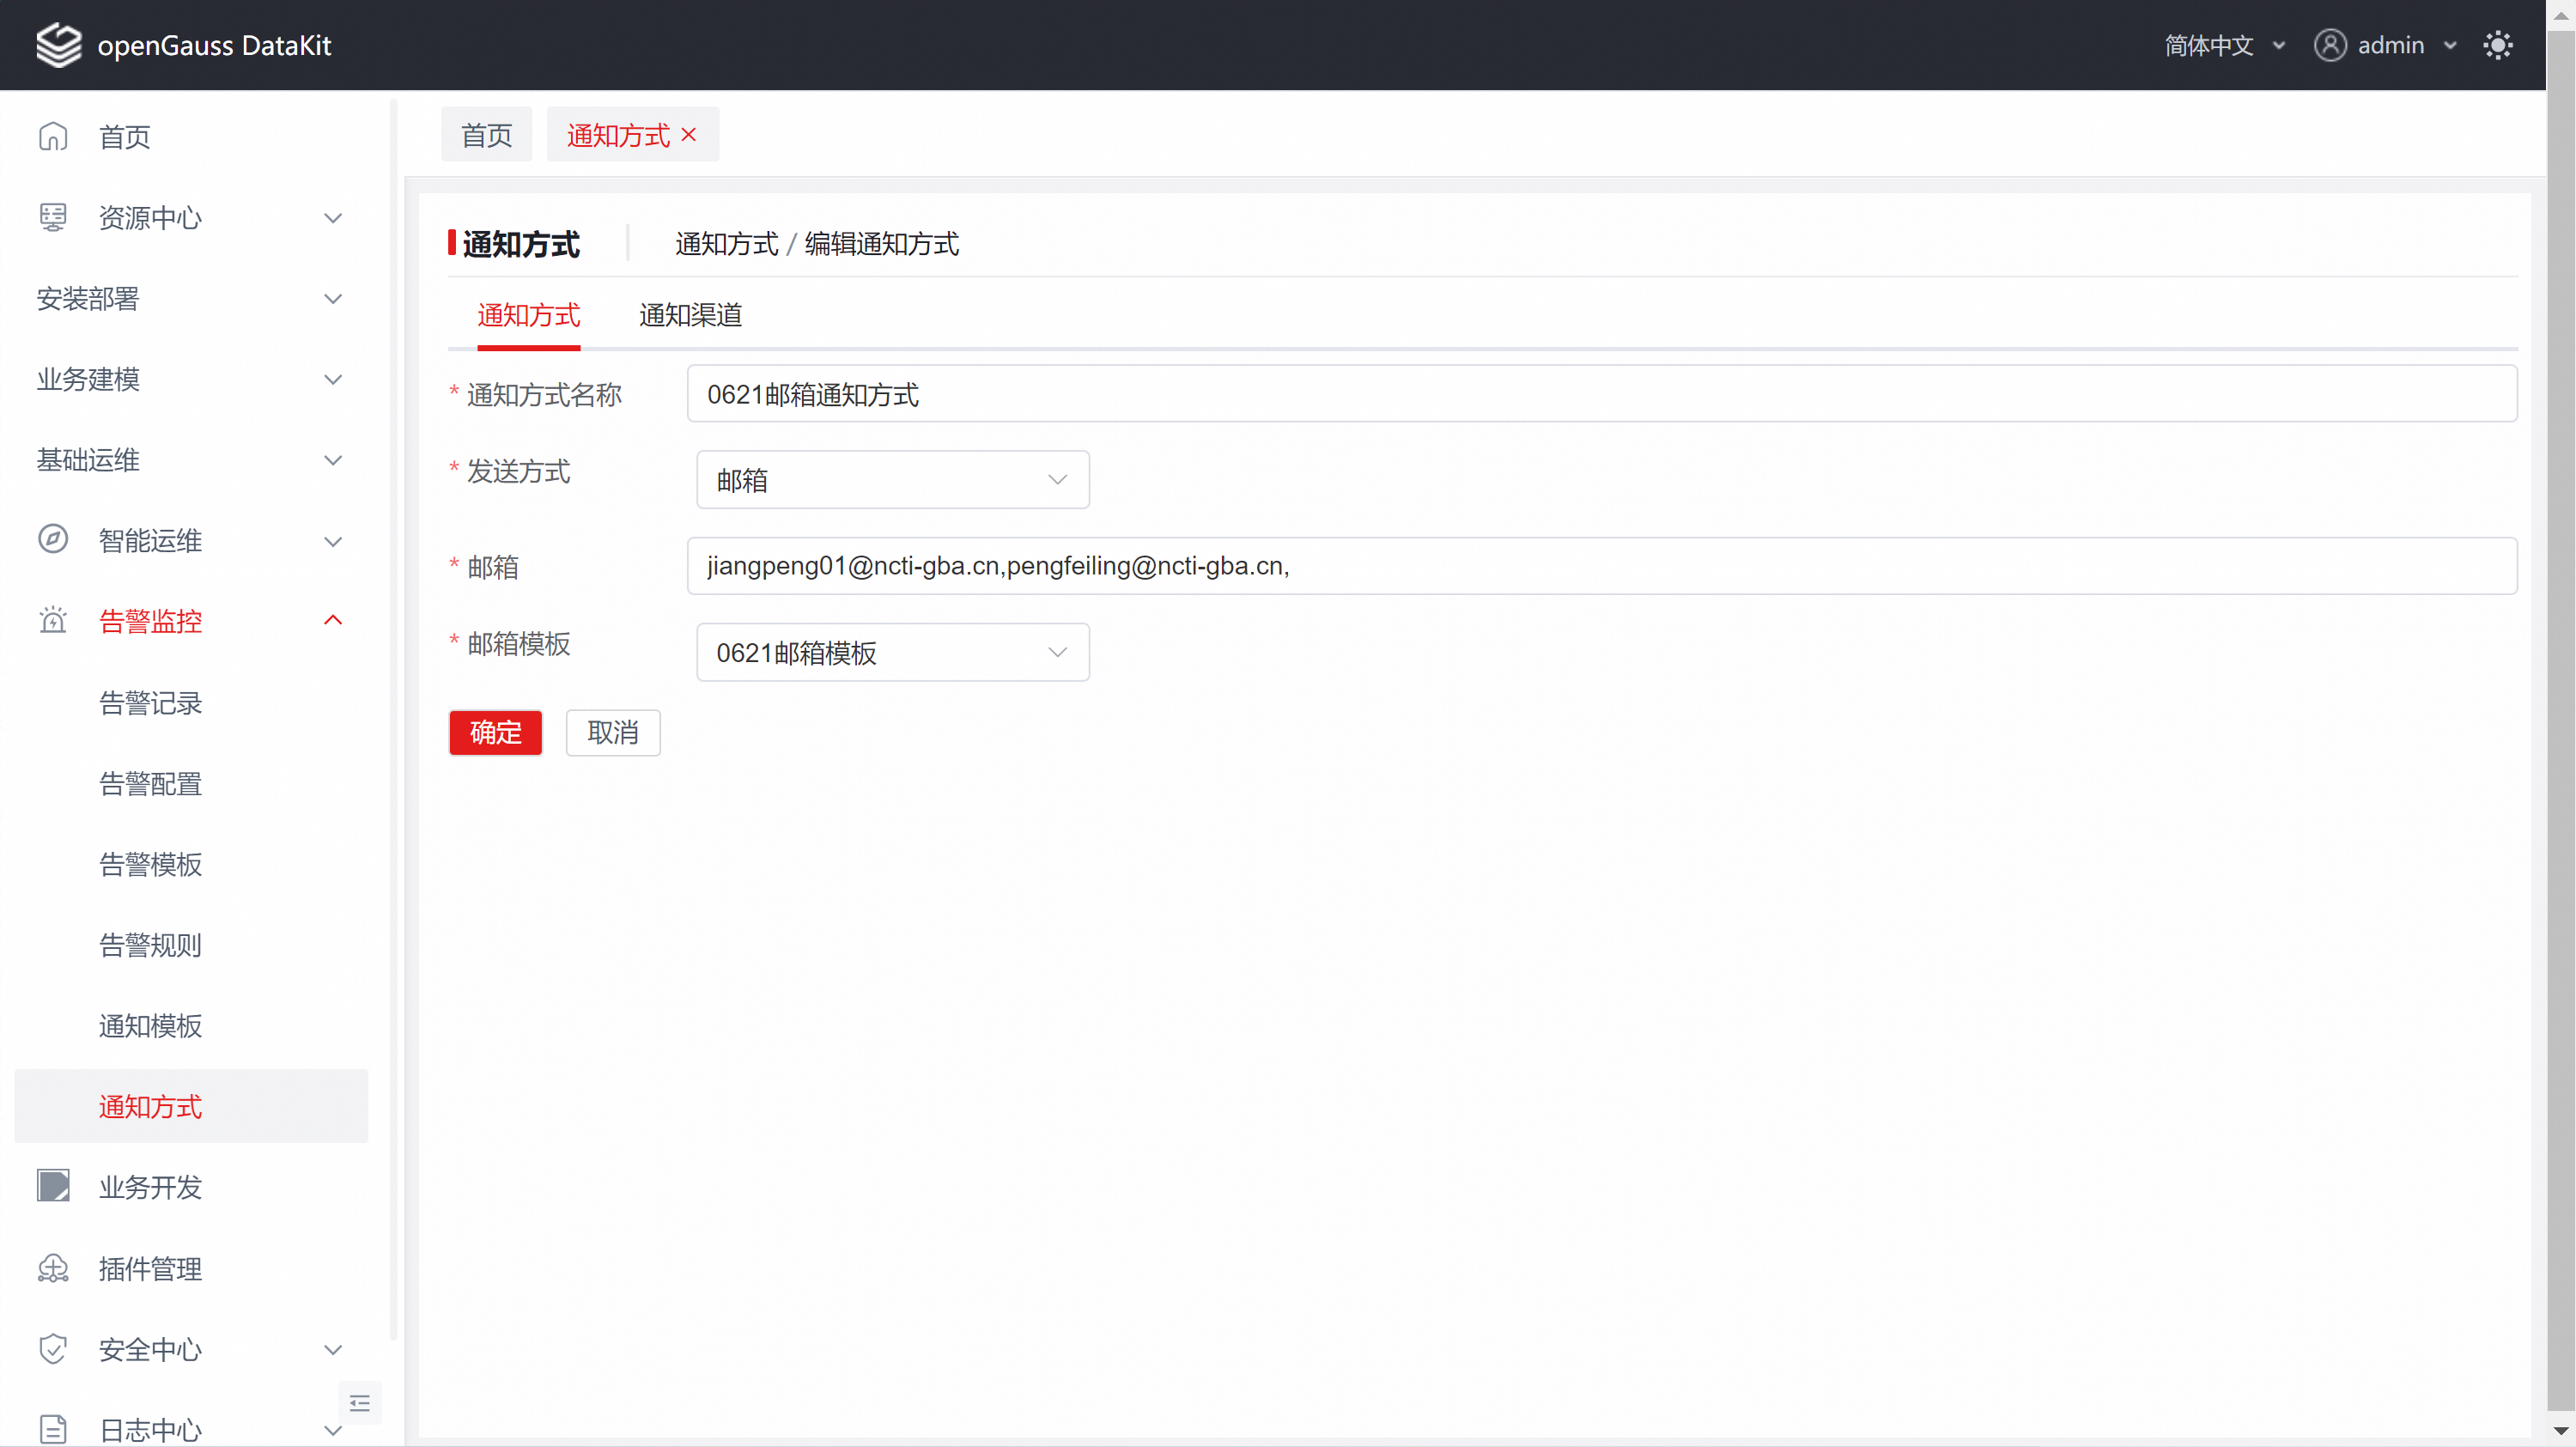 openGauss DataKit
简体中文
admin
首页
资源中心
安装部署
业务建模
基础运维
智能运维
告警监控
告警记录
告警配置
告警模板
告警规则
通知模板
通知方式
业务开发
插件管理
安全中心
日志中心
首页
通知方式
通知方式
通知方式 / 编辑通知方式
通知方式
通知渠道
* 通知方式名称
0621邮箱通知方式
* 发送方式
邮箱
* 邮箱
jiangpeng01@ncti-gba.cn,pengfeiling@ncti-gba.cn,
* 邮箱模板
0621邮箱模板
确定
取消